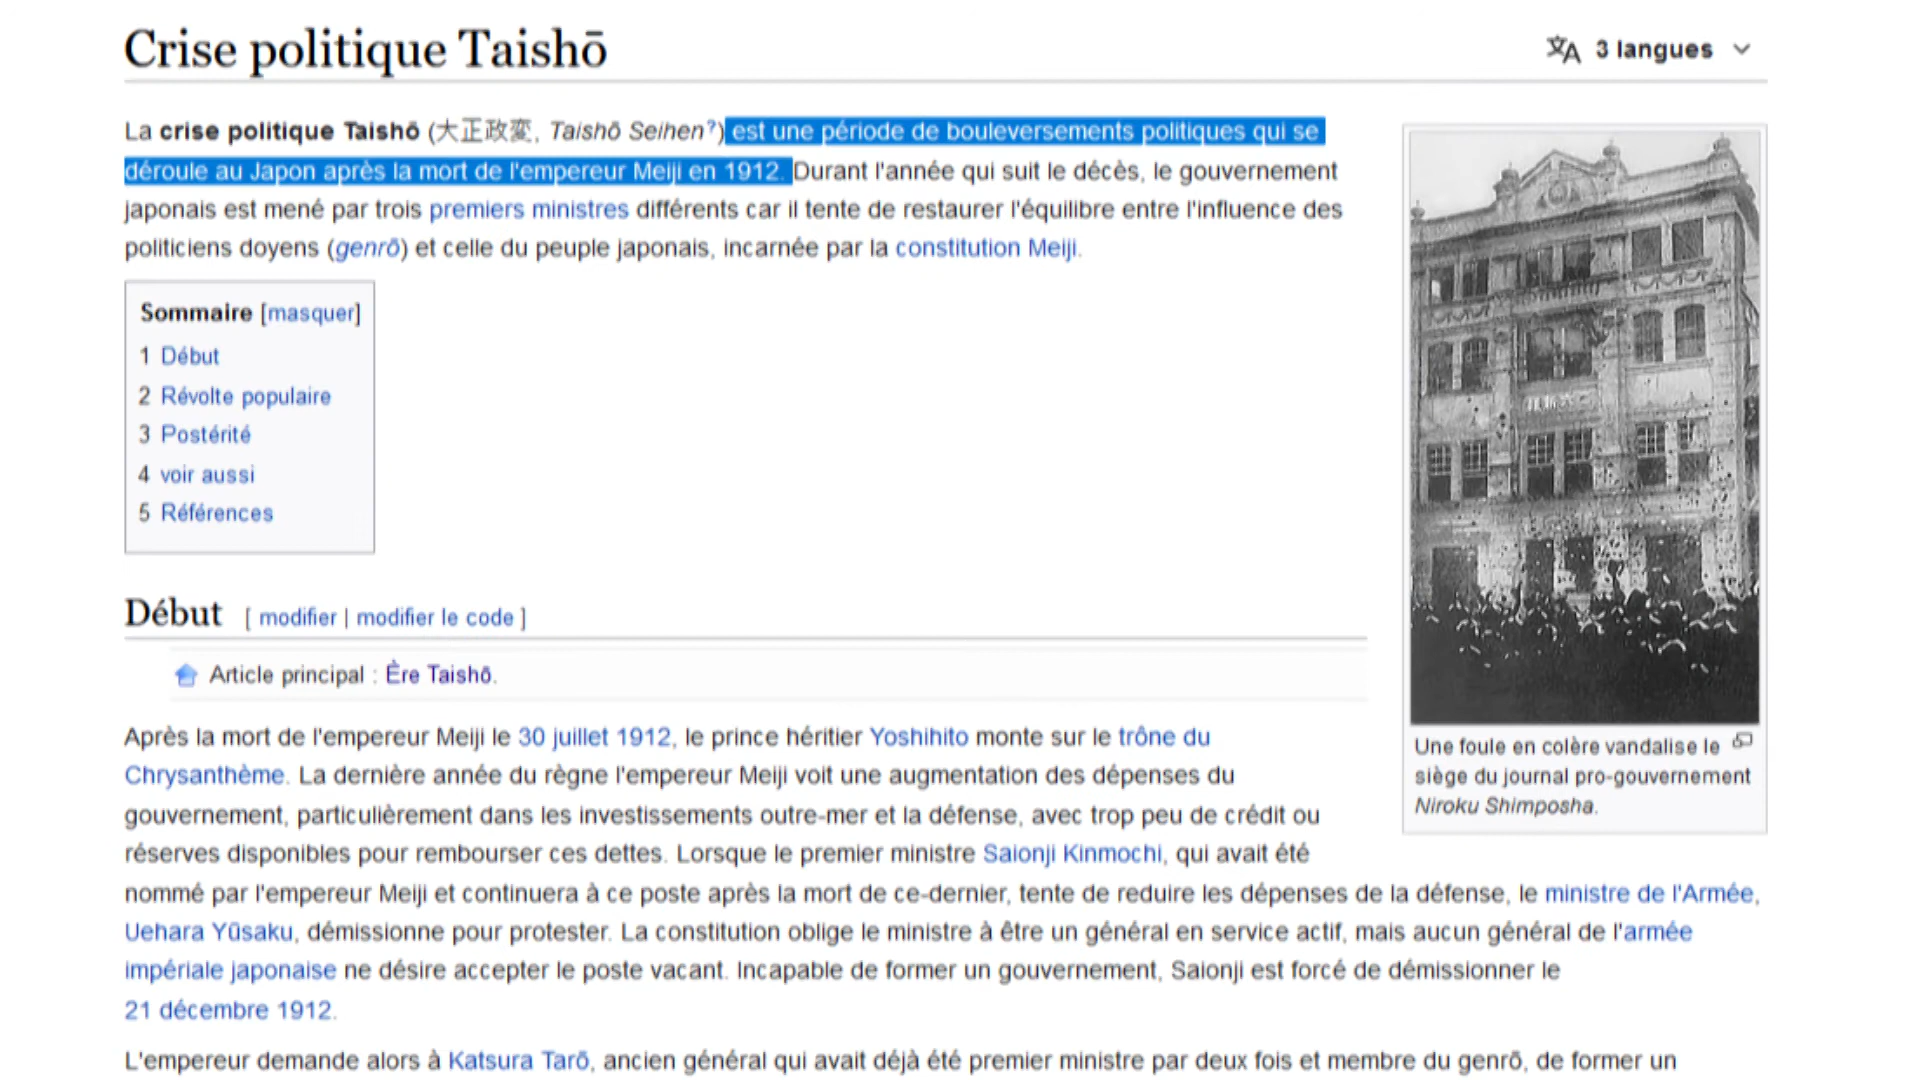 Crise politique Taishō
3 langues
La crise politique Taishō (大正政変, Taishō Seihen?) est une période de bouleversements politiques qui se
déroule au Japon après la mort de l'empereur Meiji en 1912. Durant l'année qui suit le décès, le gouvernement
japonais est mené par trois premiers ministres différents car il tente de restaurer l'équilibre entre l'influence des
politiciens doyens (genrō) et celle du peuple japonais, incarnée par la constitution Meiji.
Sommaire [masquer]
1 Début
2 Révolte populaire
3 Postérité
4 voir aussi
5 Références
Début [ modifier | modifier le code ]
Article principal : Ère Taishō.
Après la mort de l'empereur Meiji le 30 juillet 1912, le prince héritier Yoshihito monte sur le trône du
Chrysanthème. La dernière année du règne l'empereur Meiji voit une augmentation des dépenses du
gouvernement, particulièrement dans les investissements outre-mer et la défense, avec trop peu de crédit ou
réserves disponibles pour rembourser ces dettes. Lorsque le premier ministre Saionji Kinmochi, qui avait été
nommé par l'empereur Meiji et continuera à ce poste après la mort de ce-dernier, tente de reduire les dépenses de la défense, le ministre de l'Armée,
Uehara Yūsaku, démissionne pour protester. La constitution oblige le ministre à être un général en service actif, mais aucun général de l'armée
impériale japonaise ne désire accepter le poste vacant. Incapable de former un gouvernement, Saionji est forcé de démissionner le
21 décembre 1912.
L'empereur demande alors à Katsura Tarō, ancien général qui avait déjà été premier ministre par deux fois et membre du genrō, de former un
Une foule en colère vandalise le
siège du journal pro-gouvernement
Niroku Shimposha.